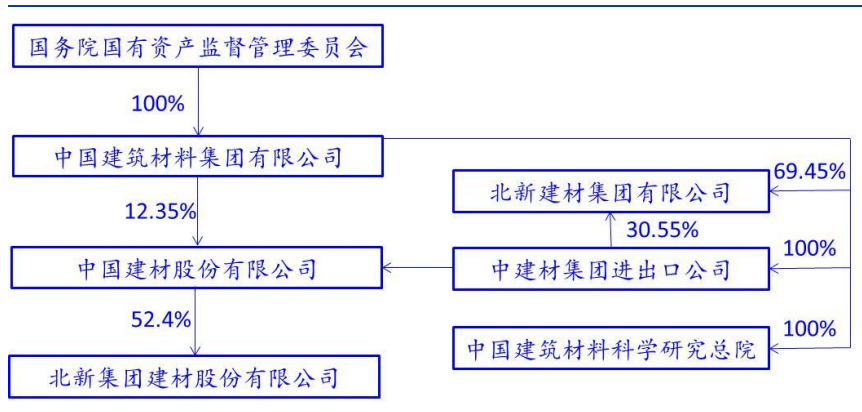 国务院国有资产监督管理委员会
100%
中国建筑材料集团有限公司
69.45%
北新建材集团有限公司
12.35%
30.55%
100%
中国建材股份有限公司
中建材集团进出口公司
52.4%
100%
中国建筑材料科学研究总院
北新集团建材股份有限公司